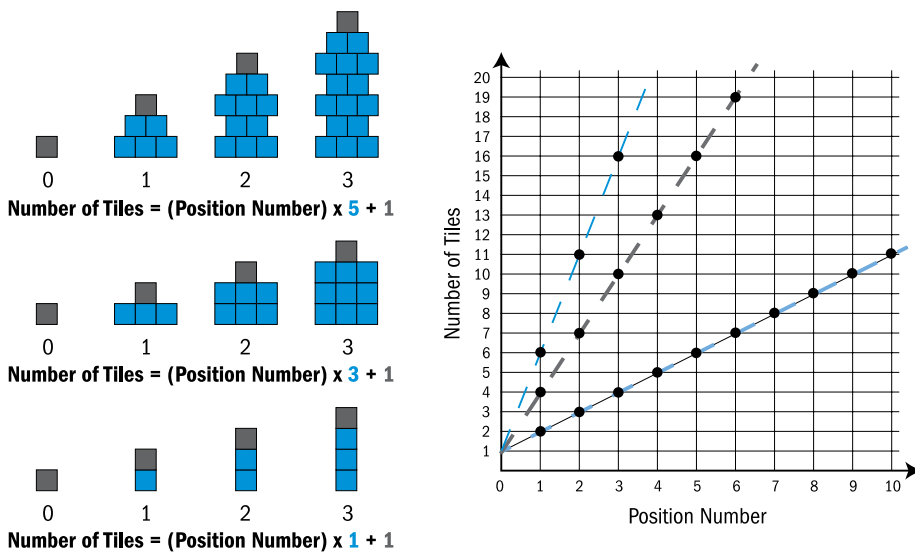 0 1 2 3
Number of Tiles = (Position Number) x 5 + 1
0 1 2 3
Number of Tiles = (Position Number) x 3 + 1
0 1 2 3
Number of Tiles = (Position Number) x 1 + 1
Number of Tiles
20
19
18
17
16
15
14
13
12
11
10
9
8
7
6
5
4
3
2
1
0 1 2 3 4 5 6 7 8 9 10
Position Number